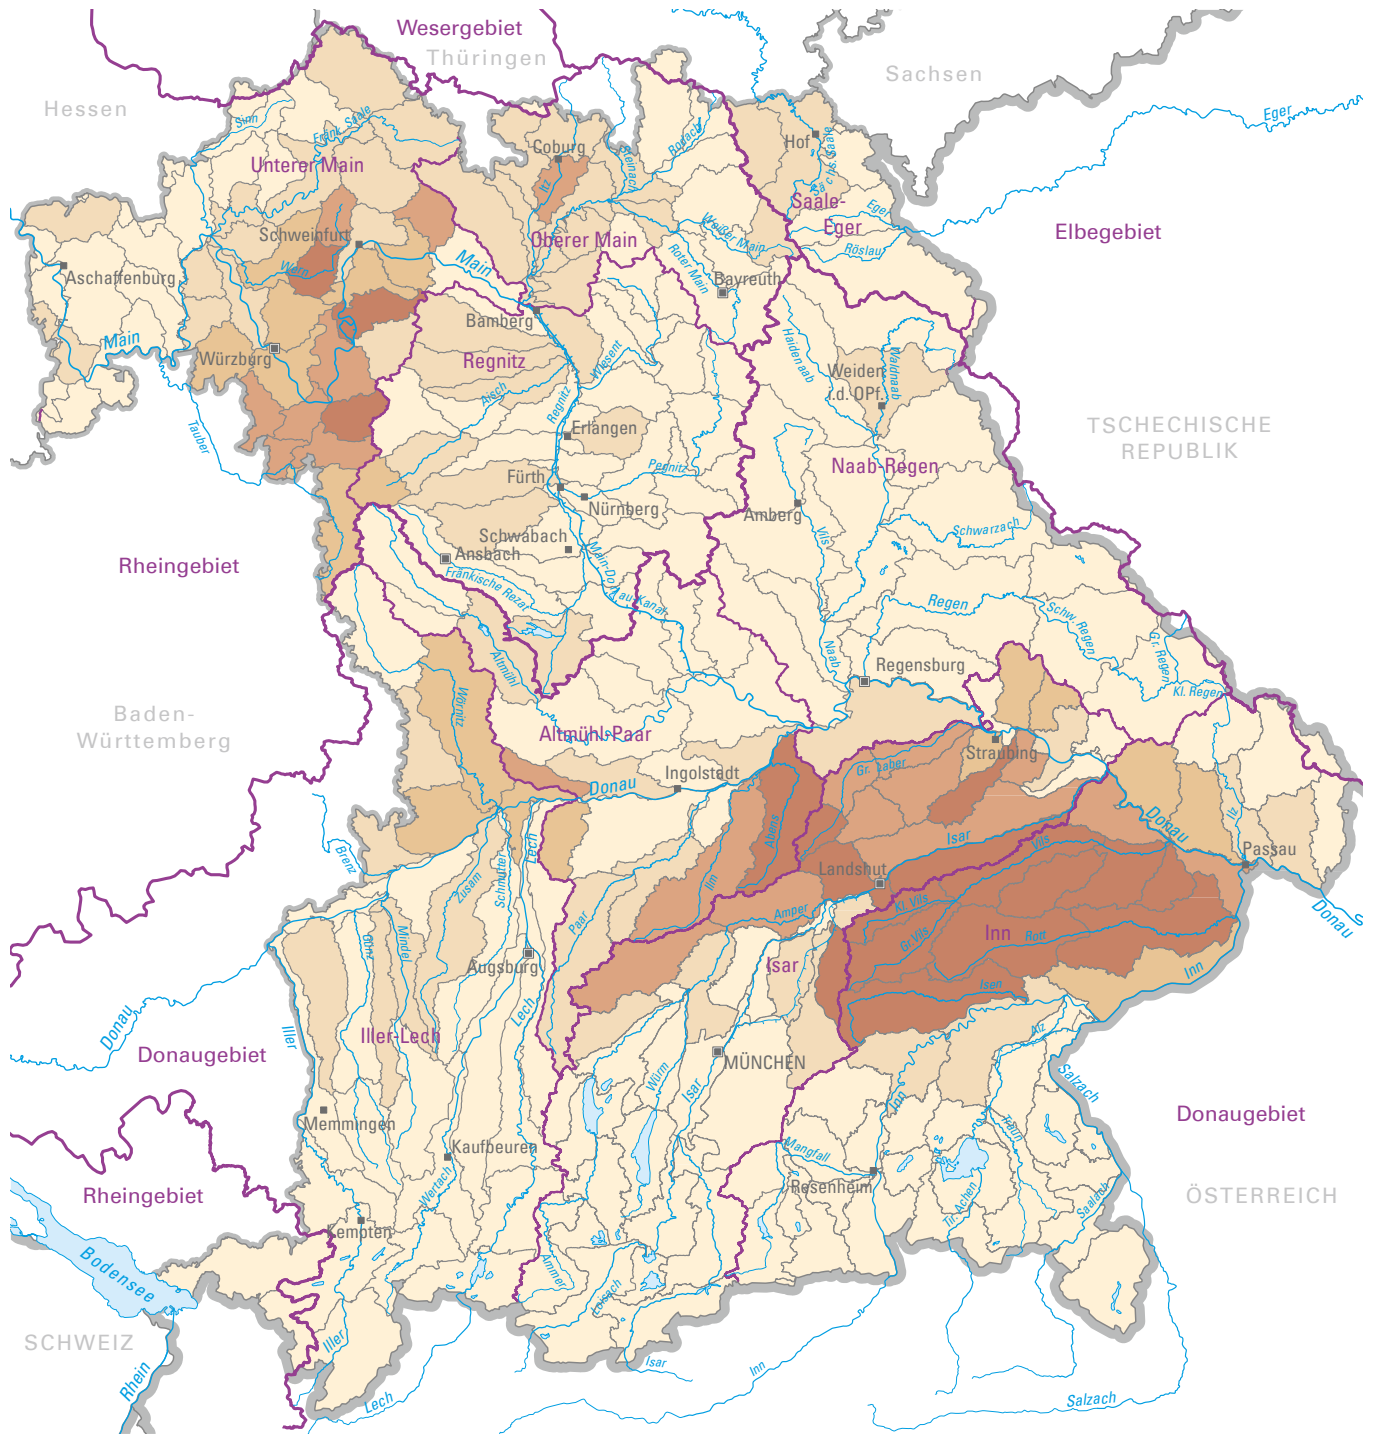 Wesergebiet
Thüringen
Sachsen
Hessen
Eger
Sinn
Fränk. Saale
Rodach
Hof
Sächs. Saale
Coburg
Steinach
Unterer Main
Itz
Saale-
Eger
Eger
Schweinfurt
Oberer Main
Weißer Main
Röslau
Elbegebiet
Main
Wern
Roter Main
Aschaffenburg
Bayreuth
Bamberg
Main
Würzburg
Regnitz
Wiesent
Haidenaab
Waldnaab
Weiden
i.d. OPf.
Aisch
Regnitz
Tauber
Erlangen
TSCHECHISCHE
REPUBLIK
Pegnitz
Naab-Regen
Fürth
Nürnberg
Amberg
Schwabach
Vils
Schwarzach
Ansbach
Rheingebiet
Fränkische Rezat
Main-Donau-Kanal
Regen
Schw. Regen
Gr. Regen
Altmühl
Naab
Regensburg
Kl. Regen
Wörnitz
Baden-
Württemberg
Altmühl-Paar
Straubing
Ingolstadt
Gr. Laber
Donau
Donau
Ilz
Abens
Isar
Vils
Brenz
Lech
Passau
Zusam
Schmutter
Ilm
Landshut
Paar
Amper
Kl. Vils
Donau
Günz
Mindel
Gr. Vils
Inn
Rott
Augsburg
Isar
Inn
Isen
Donau
Iller
Lech
Iller-Lech
Alz
Donaugebiet
MÜNCHEN
Würm
Isar
Salzach
Inn
Donaugebiet
Memmingen
Traun
Kaufbeuren
Mangfall
Wertach
Rheingebiet
Rosenheim
Tir. Achen
Saalach
ÖSTERREICH
Kempten
Bodensee
Ammer
Loisach
SCHWEIZ
Iller
Isar
Inn
Rhein
Lech
Salzach